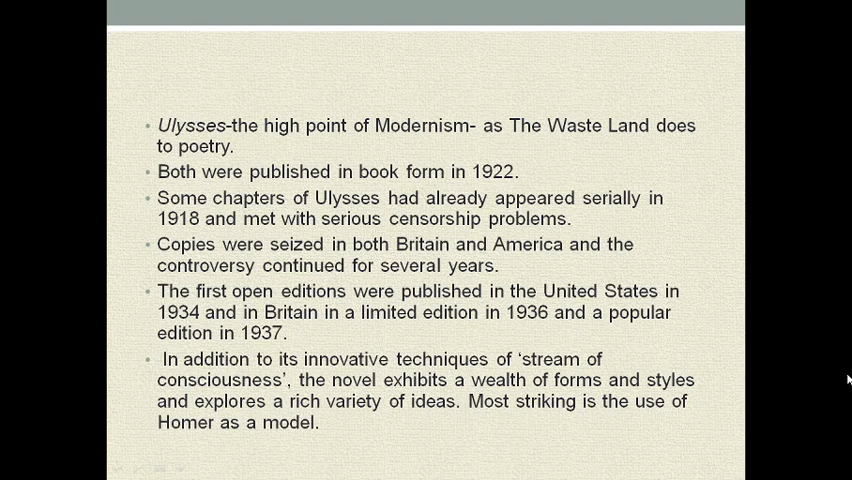 • Ulysses-the high point of Modernism- as The Waste Land does
to poetry.
• Both were published in book form in 1922.
• Some chapters of Ulysses had already appeared serially in
1918 and met with serious censorship problems.
• Copies were seized in both Britain and America and the
controversy continued for several years.
• The first open editions were published in the United States in
1934 and in Britain in a limited edition in 1936 and a popular
edition in 1937.
• In addition to its innovative techniques of ‘stream of
consciousness’, the novel exhibits a wealth of forms and styles
and explores a rich variety of ideas. Most striking is the use of
Homer as a model.